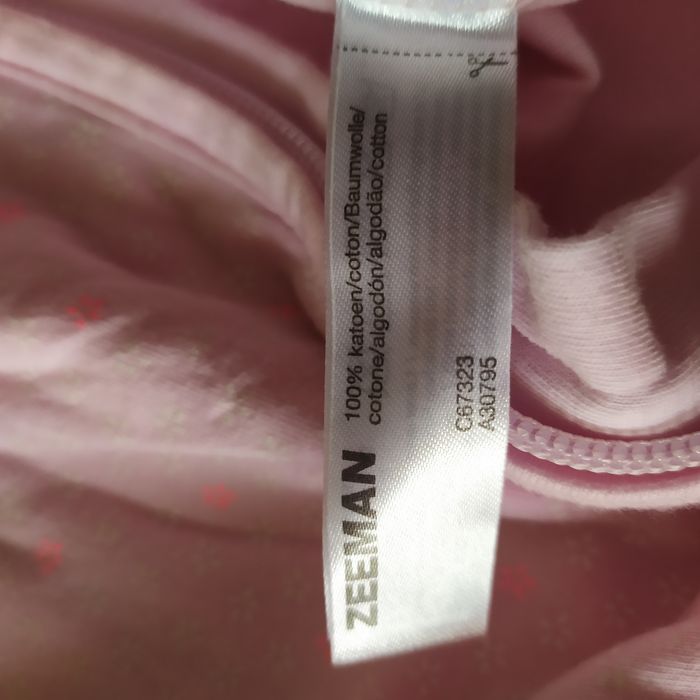 ZEEMAN
100% katoen/coton/Baumwolle/
cotone/algodón/algodão/cotton
C67323
A30795